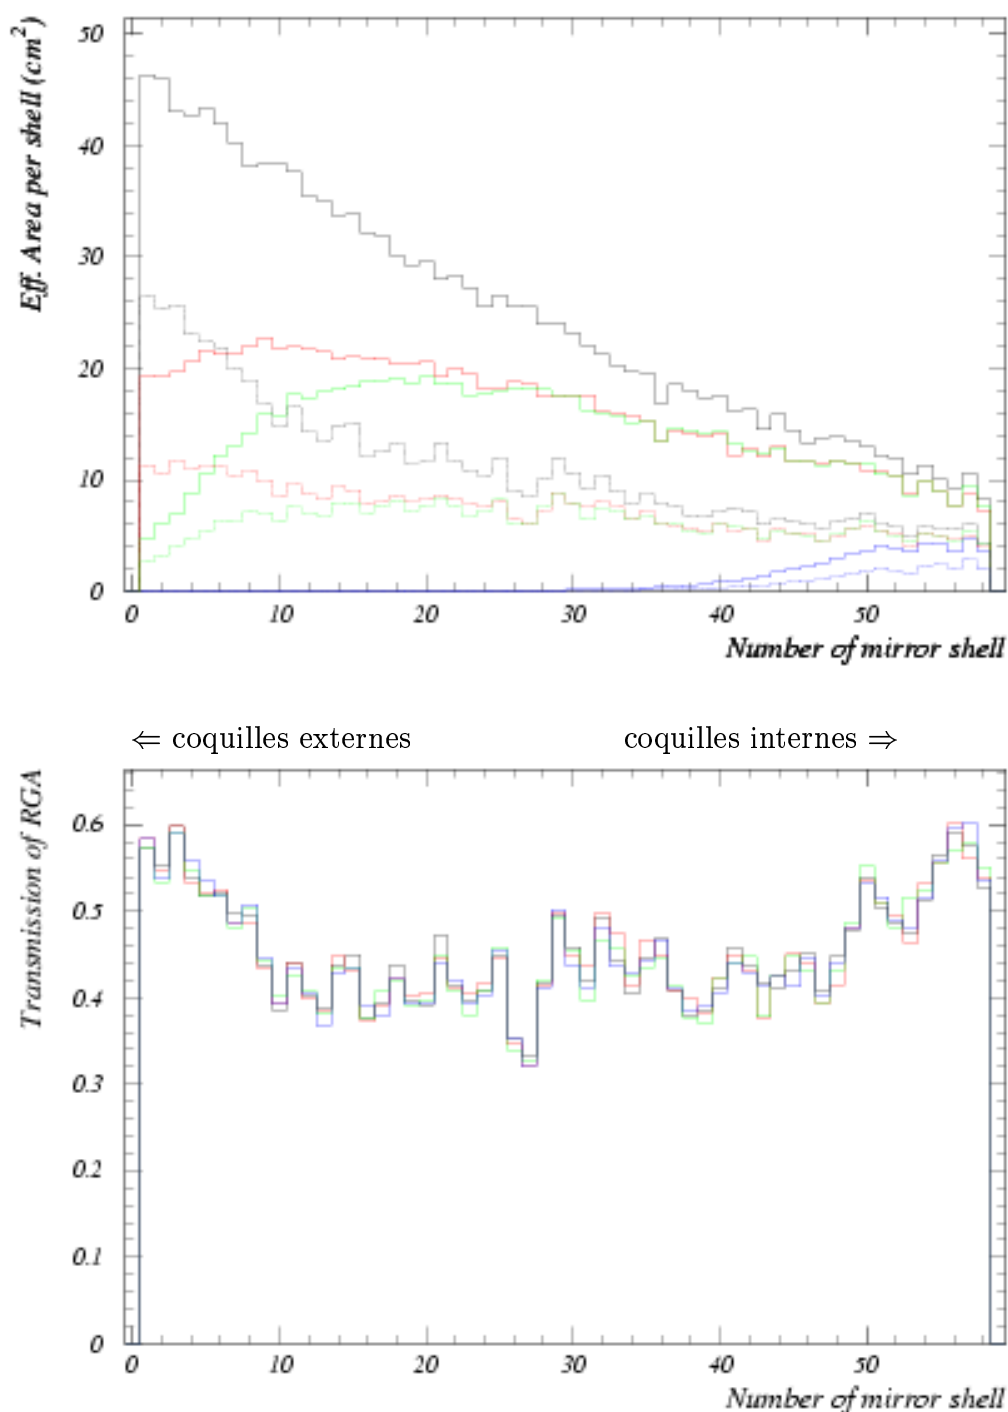 Eff. Area per shell (cm²)
50
40
30
20
10
0
0 10 20 30 40 50
Number of mirror shell
⇐ coquilles externes coquilles internes ⇒
Transmission of RGA
0.6
0.5
0.4
0.3
0.2
0.1
0
0 10 20 30 40 50
Number of mirror shell